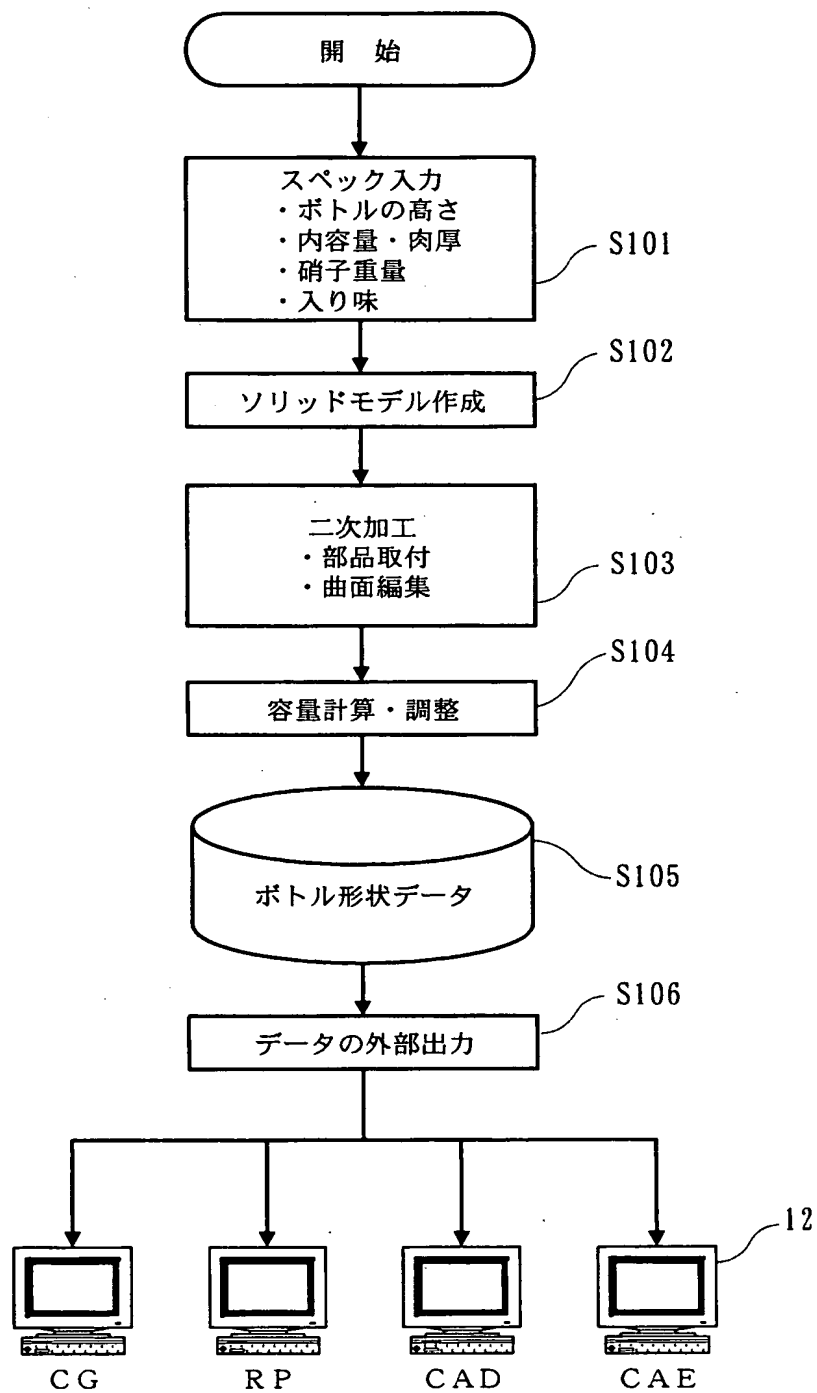 開 始
スペック入力
・ボトルの髙さ
・内容量・肉厚
・硝子重量
・入り味
S101
S102
ソリッドモデル作成
二次加工
・部品取付
・曲面編集
S103
S104
容量計算・調整
ボトル形状データ
S105
S106
データの外部出力
12
CG
RP
CAD
CAE